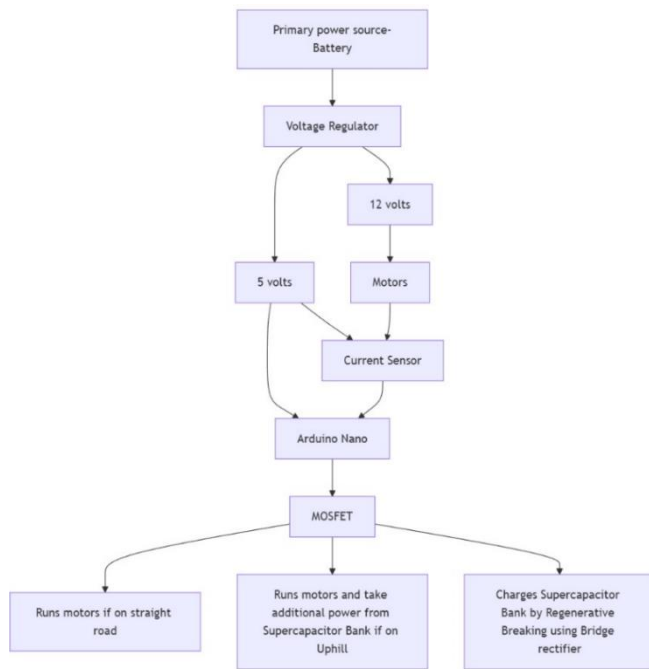 Primary power source-
Battery
Voltage Regulator
12 volts
5 volts
Motors
Current Sensor
Arduino Nano
MOSFET
Runs motors if on straight
road
Runs motors and take
additional power from
Supercapacitor Bank if on
Uphill
Charges Supercapacitor
Bank by Regenerative
Breaking using Bridge
rectifier